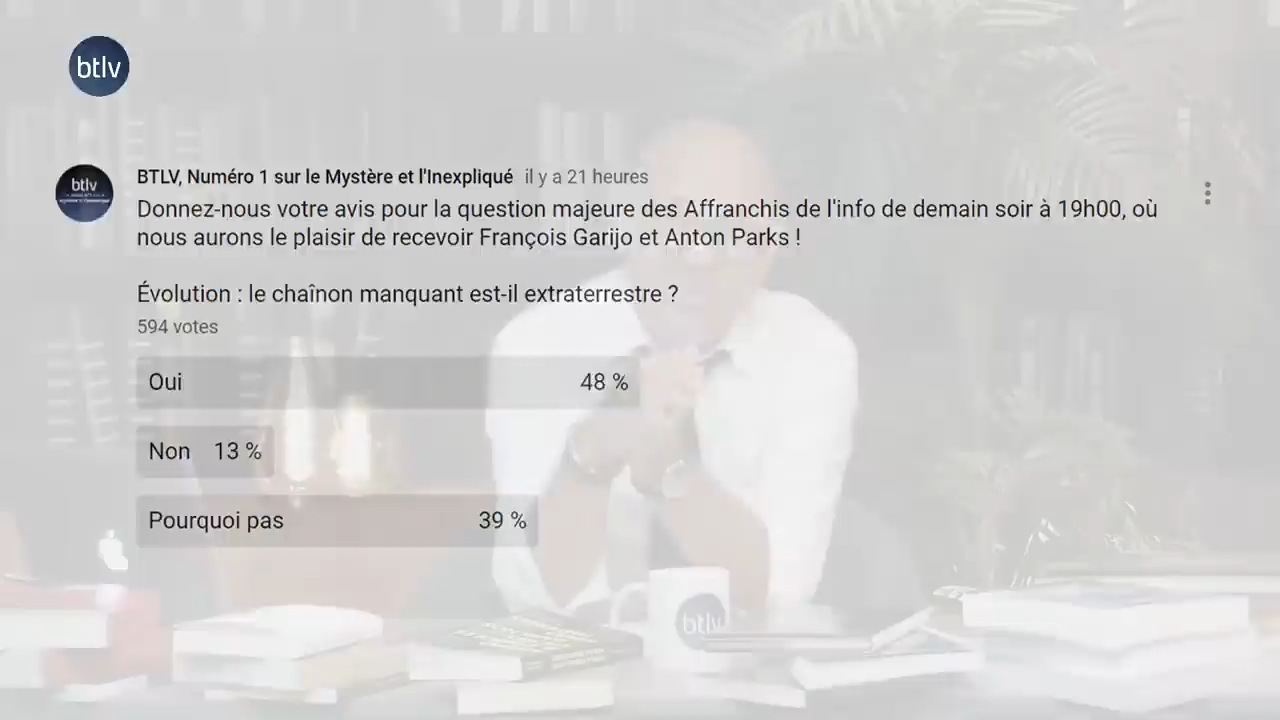 btlv
btlv
BTLV, Numéro 1 sur le Mystère et l'Inexpliqué il y a 21 heures
Donnez-nous votre avis pour la question majeure des Affranchis de l'info de demain soir à 19h00, où
nous aurons le plaisir de recevoir François Garijo et Anton Parks !
Évolution : le chaînon manquant est-il extraterrestre ?
594 votes
Oui 48 %
Non 13 %
Pourquoi pas 39 %
btlv